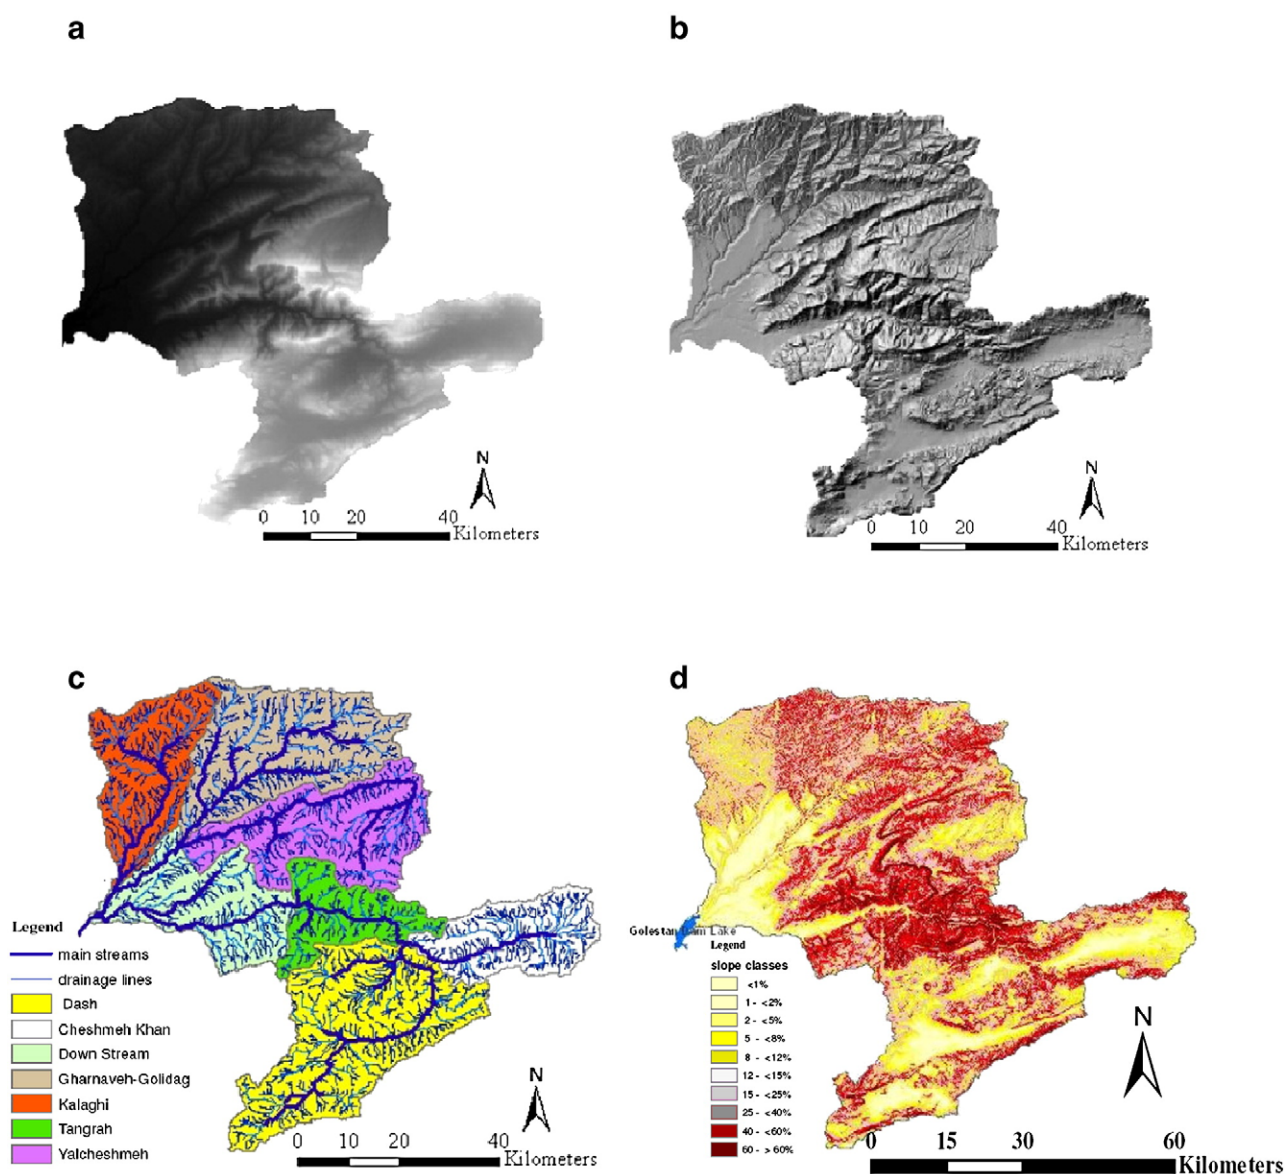 a
b
N
0 10 20 40
Kilometers
N
0 10 20 40
Kilometers
c
d
Legend
main streams
drainage lines
Dash
Cheshmeh Khan
Down Stream
Gharnaveh-Golidag
Kalaghi
Tangrah
Yalcheshmeh
N
0 10 20 40
Kilometers
Golestan Dam Lake
Legend
slope classes
<1%
1 - <2%
2 - <5%
5 - <8%
8 - <12%
12 - <15%
15 - <25%
25 - <40%
40 - <60%
60 - > 60%
N
0 15 30 60
Kilometers